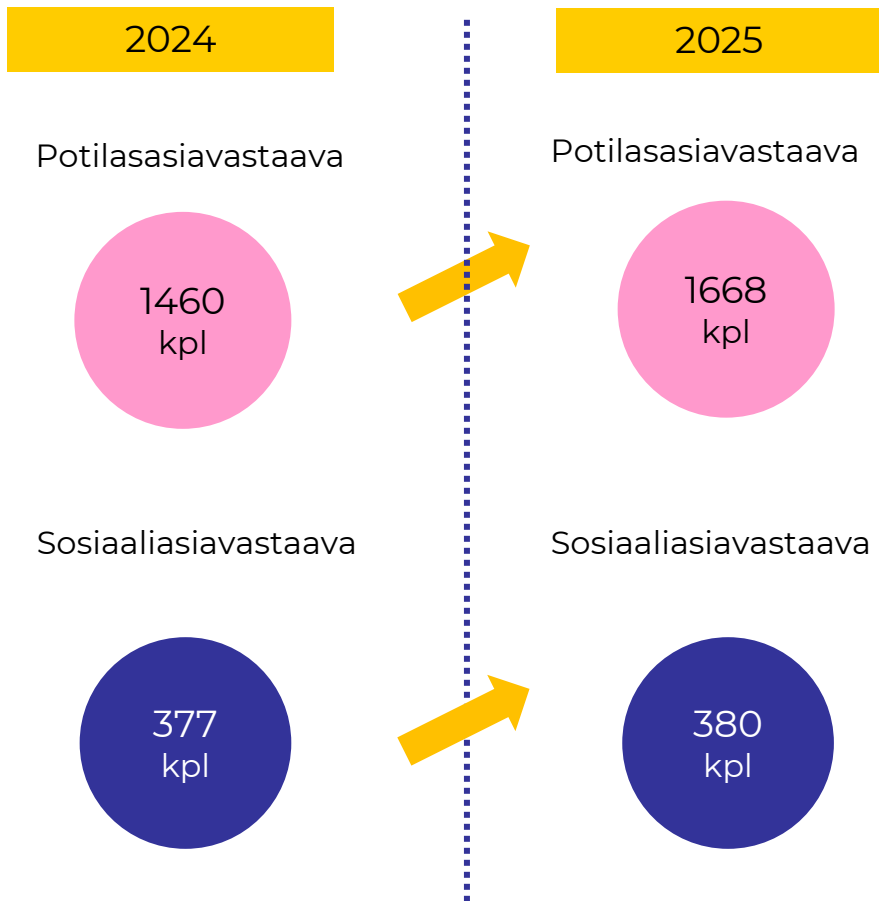 2024
Potilasasiavastaava
1460
kpl
Sosiaaliasiavastaava
377
kpl
2025
Potilasasiavastaava
1668
kpl
Sosiaaliasiavastaava
380
kpl